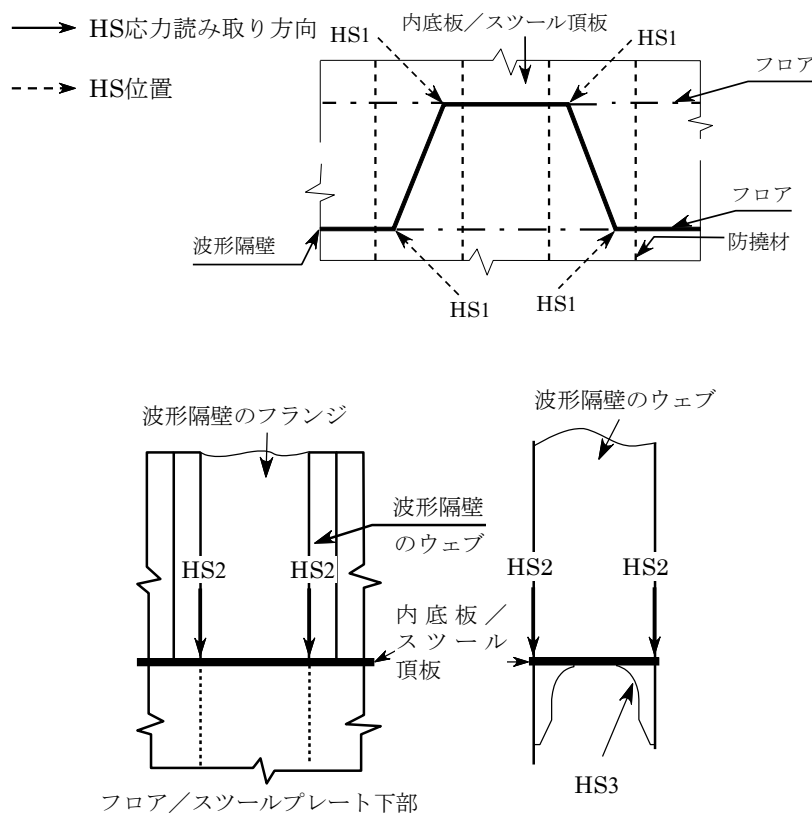 HS応力読み取り方向
HS位置
HS1
内底板／スツール頂板
HS1
フロア
フロア
波形隔壁
防撓材
HS1
HS1
波形隔壁のフランジ
波形隔壁のウェブ
波形隔壁
のウェブ
HS2
HS2
HS2
HS2
内底板／
スツール
頂板
HS3
フロア／スツールプレート下部